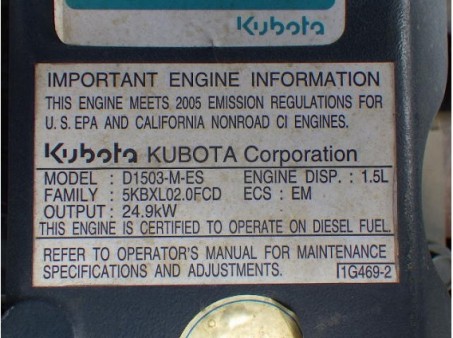 Kubota
IMPORTANT ENGINE INFORMATION
THIS ENGINE MEETS 2005 EMISSION REGULATIONS FOR
U.S. EPA AND CALIFORNIA NONROAD CI ENGINES.
Kubota KUBOTA Corporation
MODEL : D1503-M-ES ENGINE DISP. : 1.5L
FAMILY : 5KBXL02.0FCD ECS : EM
OUTPUT : 24.9kW
THIS ENGINE IS CERTIFIED TO OPERATE ON DIESEL FUEL.
REFER TO OPERATOR'S MANUAL FOR MAINTENANCE
SPECIFICATIONS AND ADJUSTMENTS. 1G469-2